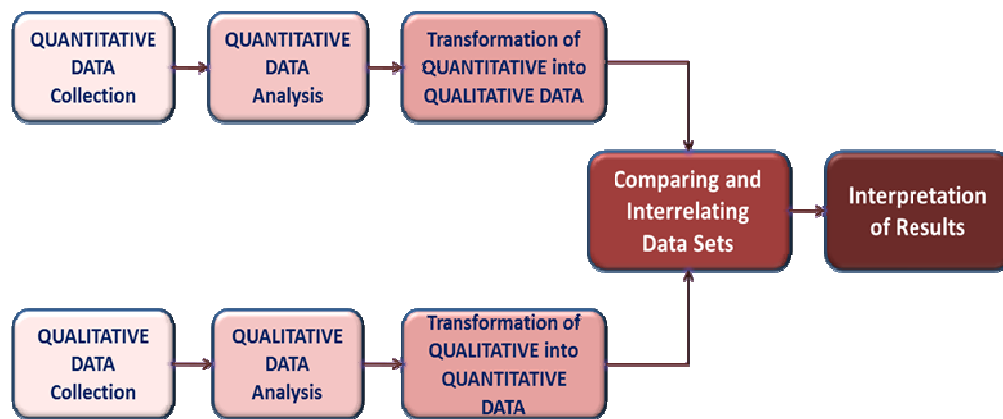 QUANTITATIVE
DATA
Collection
QUANTITATIVE
DATA
Analysis
Transformation of
QUANTITATIVE into
QUALITATIVE DATA
Comparing and
Interrelating
Data Sets
Interpretation
of Results
QUALITATIVE
DATA
Collection
QUALITATIVE
DATA
Analysis
Transformation of
QUALITATIVE into
QUANTITATIVE
DATA